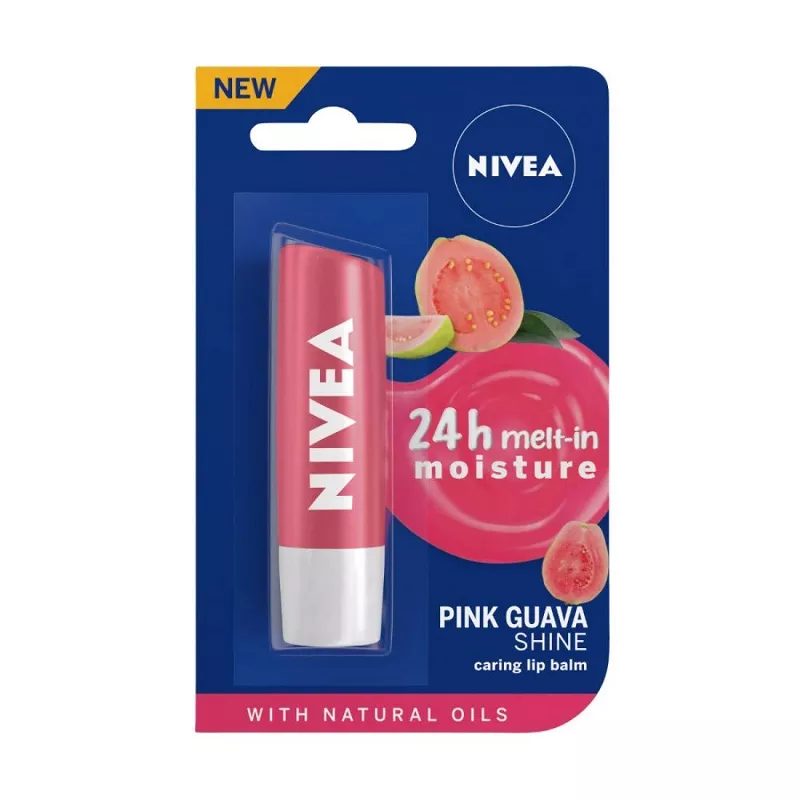 NEW
NIVEA
NIVEA
24h melt-in
moisture
PINK GUAVA
SHINE
caring lip balm
WITH NATURAL OILS